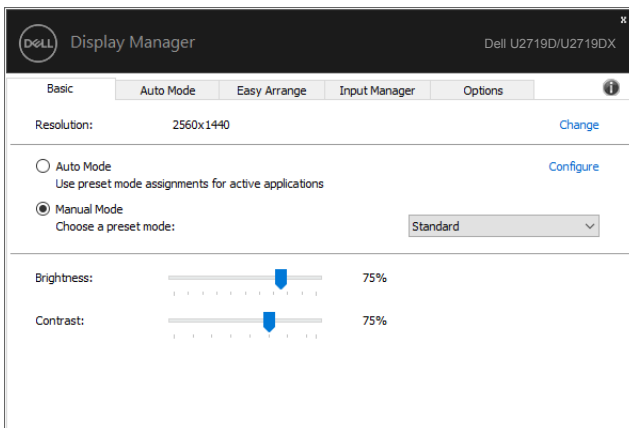 x
DELL Display Manager Dell U2719D/U2719DX
Basic Auto Mode Easy Arrange Input Manager Options i
Resolution: 2560x1440 Change
Auto Mode Configure
Use preset mode assignments for active applications
Manual Mode
Choose a preset mode: Standard
Brightness: 75%
Contrast: 75%